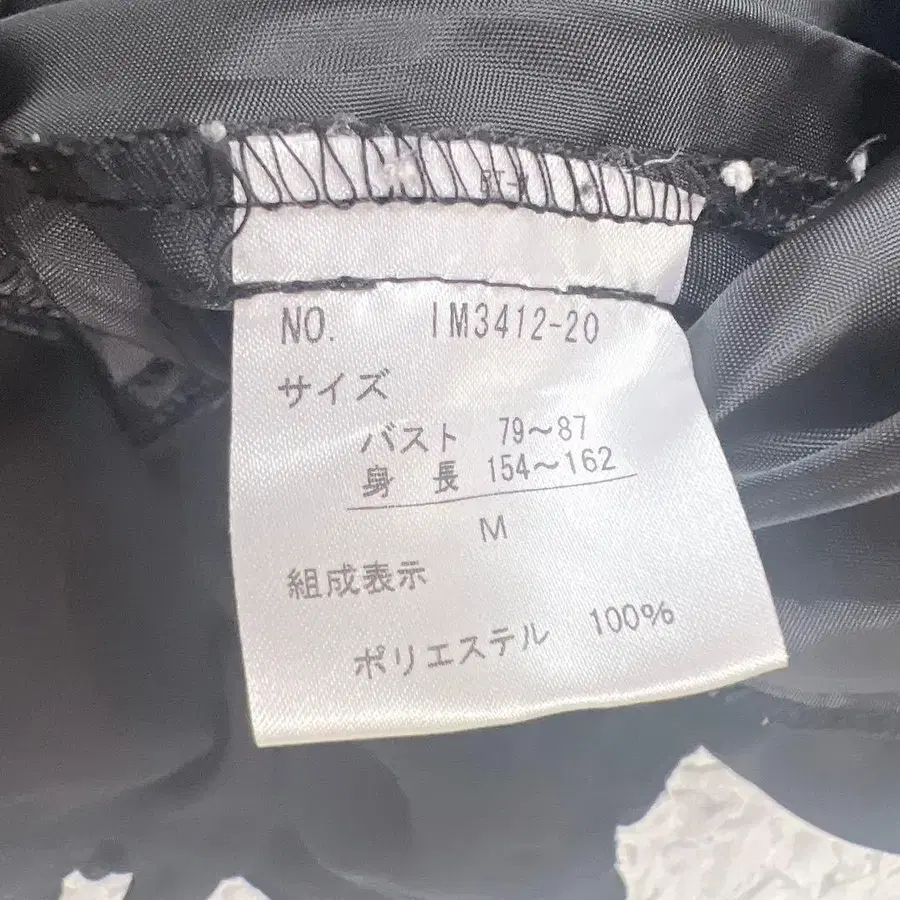 NO. IM3412-20
サイズ
バスト 79～87
身長 154～162
M
組成表示
ポリエステル 100%